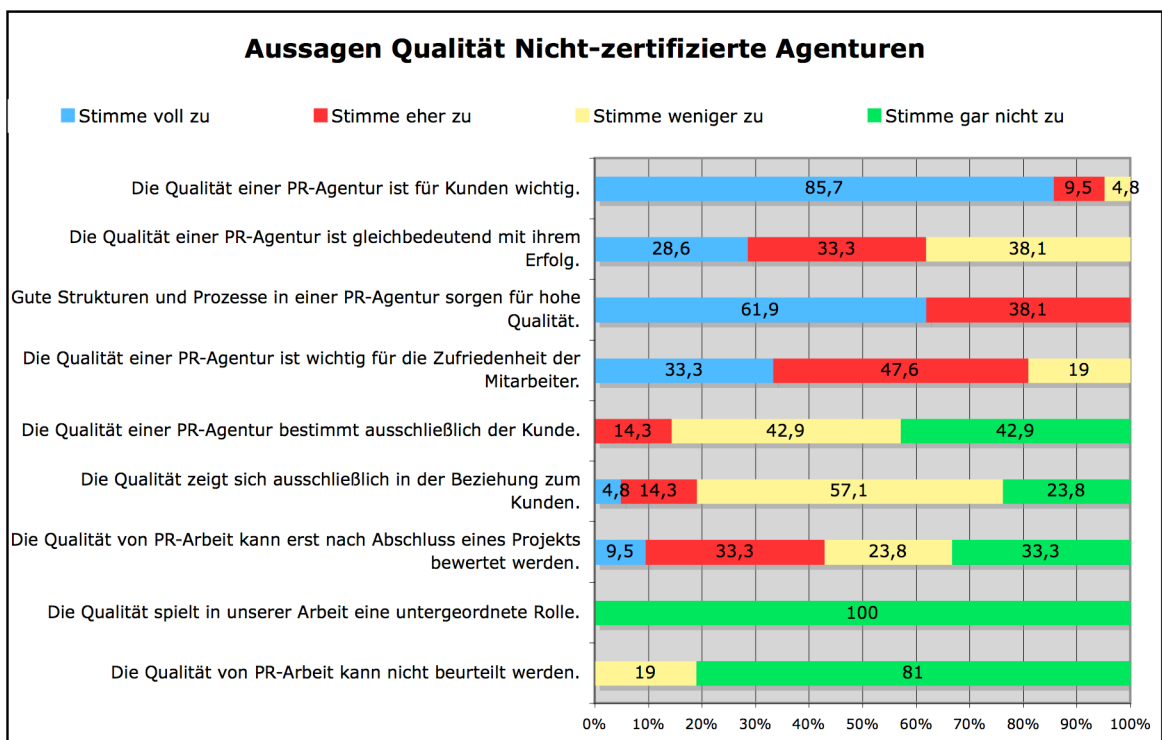 Aussagen Qualität Nicht-zertifizierte Agenturen
Stimme voll zu Stimme eher zu Stimme weniger zu Stimme gar nicht zu
Die Qualität einer PR-Agentur ist für Kunden wichtig.
85,7 9,5 4,8
Die Qualität einer PR-Agentur ist gleichbedeutend mit ihrem
Erfolg.
28,6 33,3 38,1
Gute Strukturen und Prozesse in einer PR-Agentur sorgen für hohe
Qualität.
61,9 38,1
Die Qualität einer PR-Agentur ist wichtig für die Zufriedenheit der
Mitarbeiter.
33,3 47,6 19
Die Qualität einer PR-Agentur bestimmt ausschließlich der Kunde.
14,3 42,9 42,9
Die Qualität zeigt sich ausschließlich in der Beziehung zum
Kunden.
4,8 14,3 57,1 23,8
Die Qualität von PR-Arbeit kann erst nach Abschluss eines Projekts
bewertet werden.
9,5 33,3 23,8 33,3
Die Qualität spielt in unserer Arbeit eine untergeordnete Rolle.
100
Die Qualität von PR-Arbeit kann nicht beurteilt werden.
19 81
0% 10% 20% 30% 40% 50% 60% 70% 80% 90% 100%